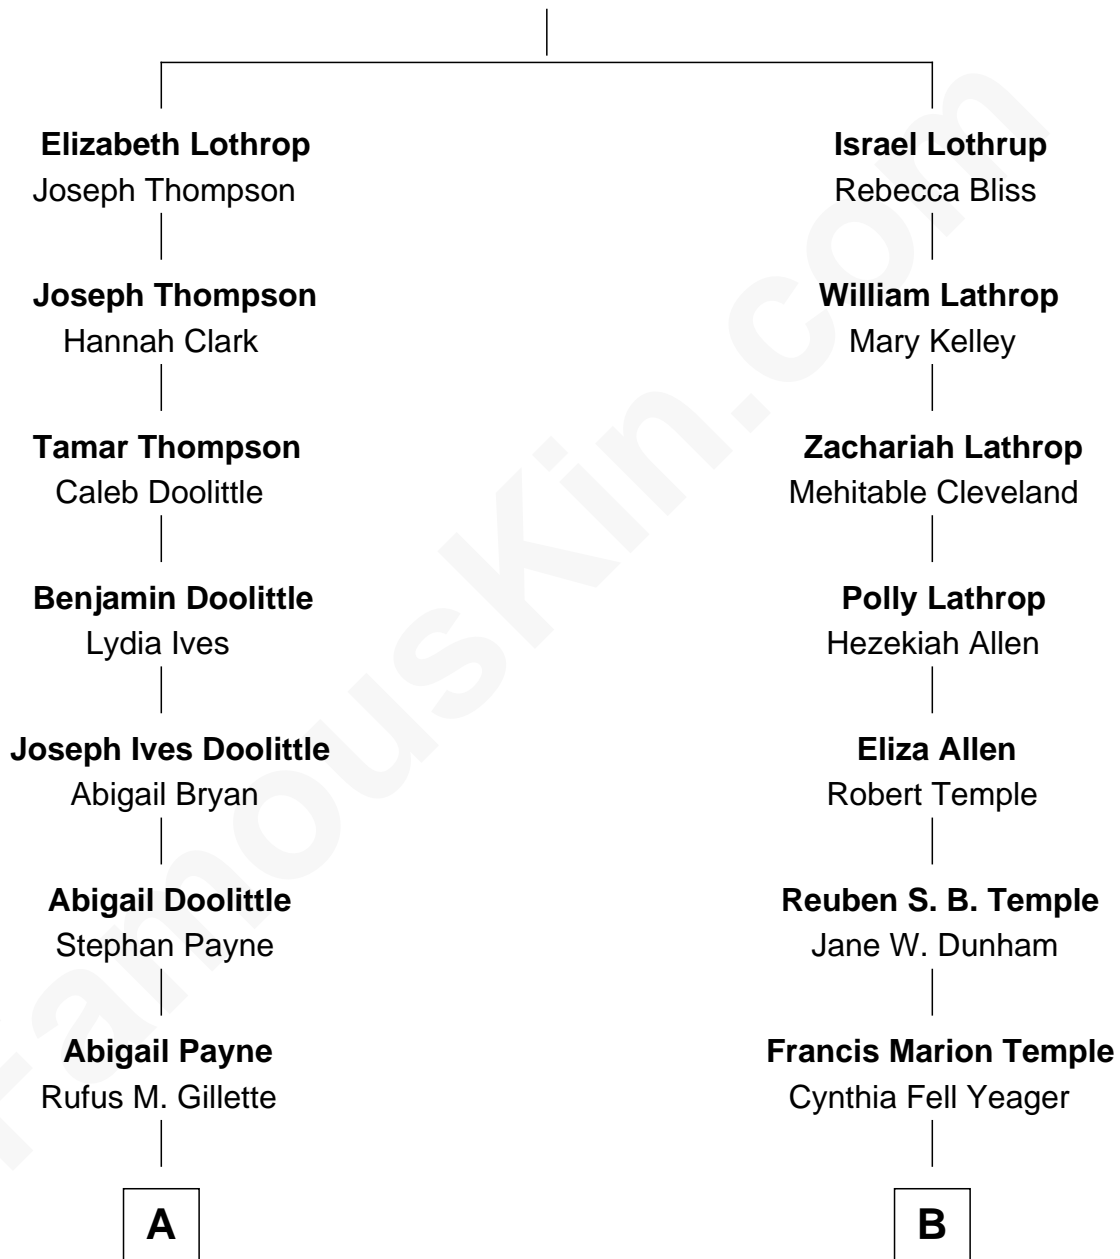 Elizabeth Lothrop
Joseph Thompson
Joseph Thompson
Hannah Clark
Tamar Thompson
Caleb Doolittle
Benjamin Doolittle
Lydia Ives
Joseph Ives Doolittle
Abigail Bryan
Abigail Doolittle
Stephan Payne
Abigail Payne
Rufus M. Gillette
A
Israel Lothrup
Rebecca Bliss
William Lathrop
Mary Kelley
Zachariah Lathrop
Mehitable Cleveland
Polly Lathrop
Hezekiah Allen
Eliza Allen
Robert Temple
Reuben S. B. Temple
Jane W. Dunham
Francis Marion Temple
Cynthia Fell Yeager
B
FamousKin.com